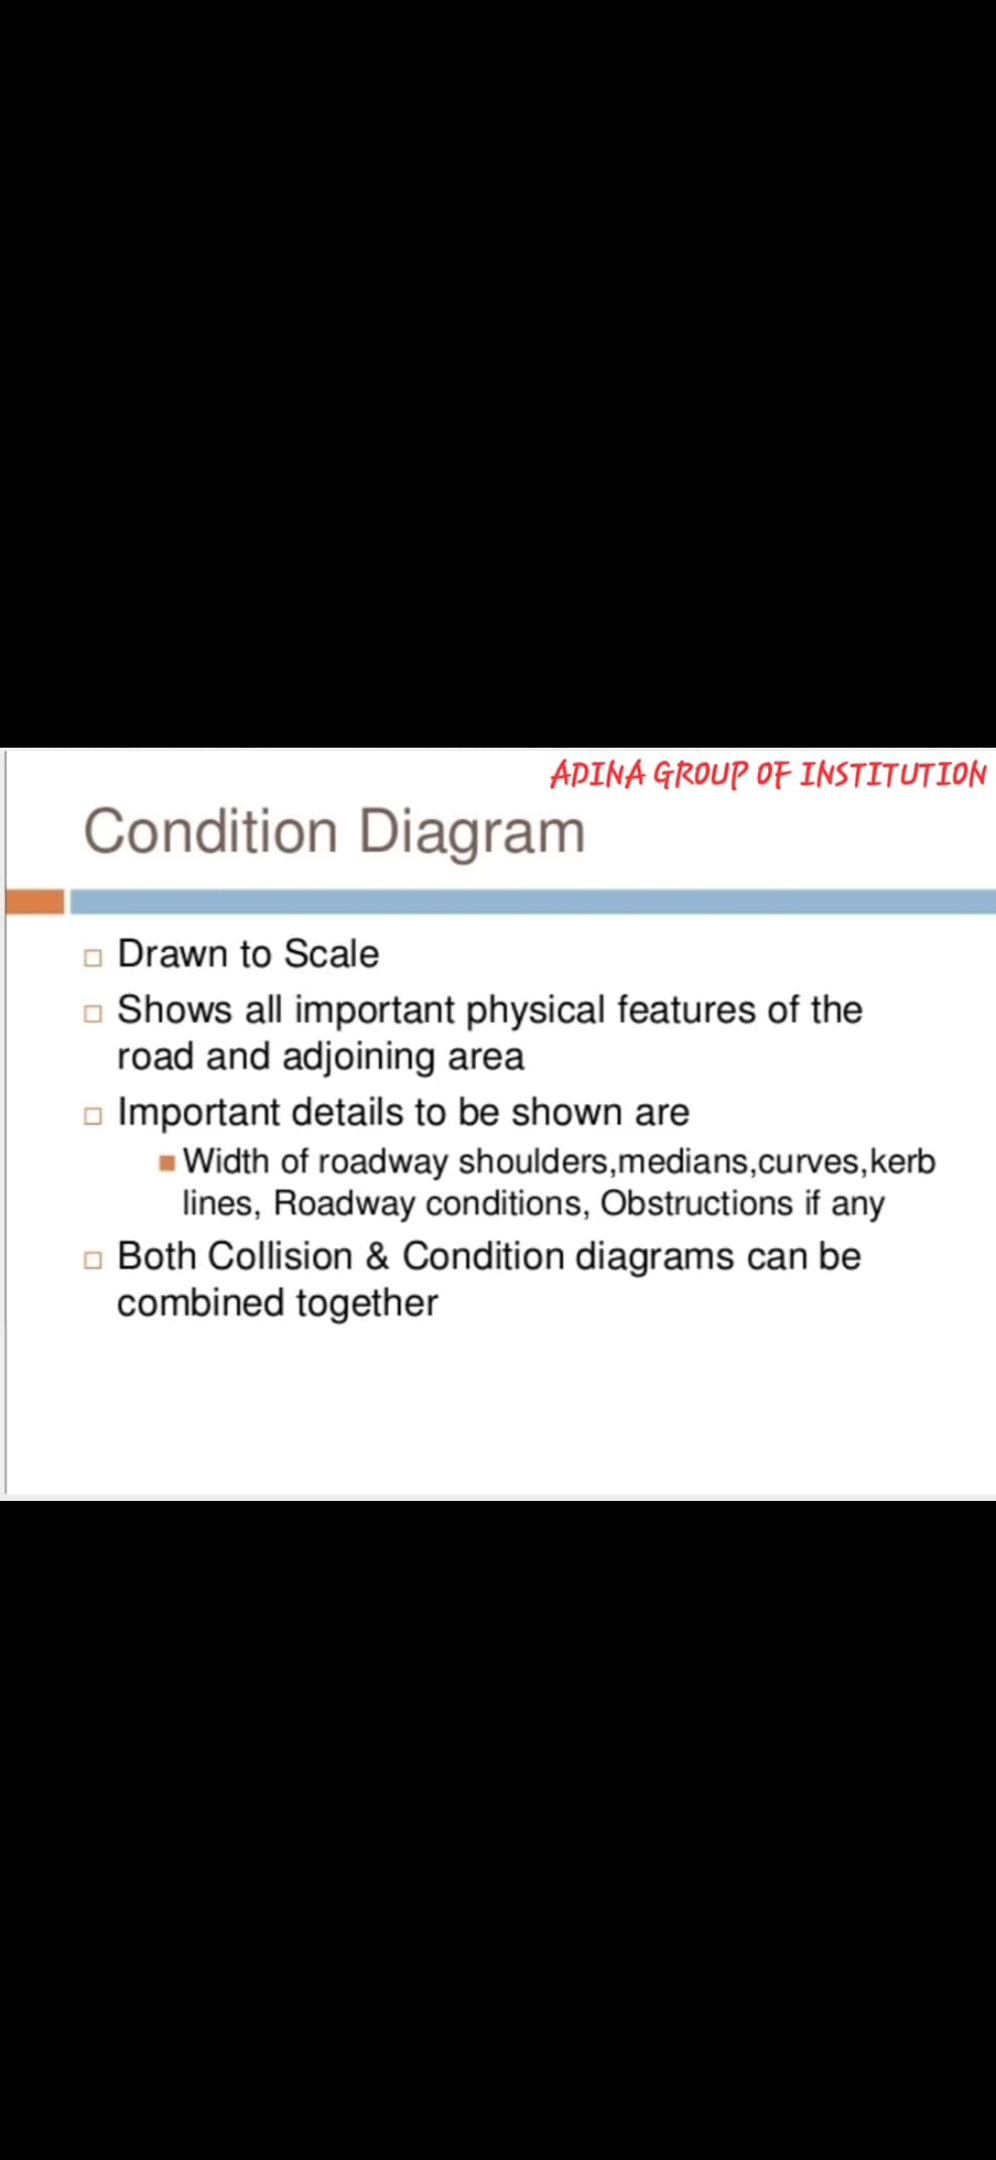 ADINA GROUP OF INSTITUTION
Condition Diagram
Drawn to Scale
Shows all important physical features of the
road and adjoining area
Important details to be shown are
Width of roadway shoulders,medians,curves,kerb
lines, Roadway conditions, Obstructions if any
Both Collision & Condition diagrams can be
combined together